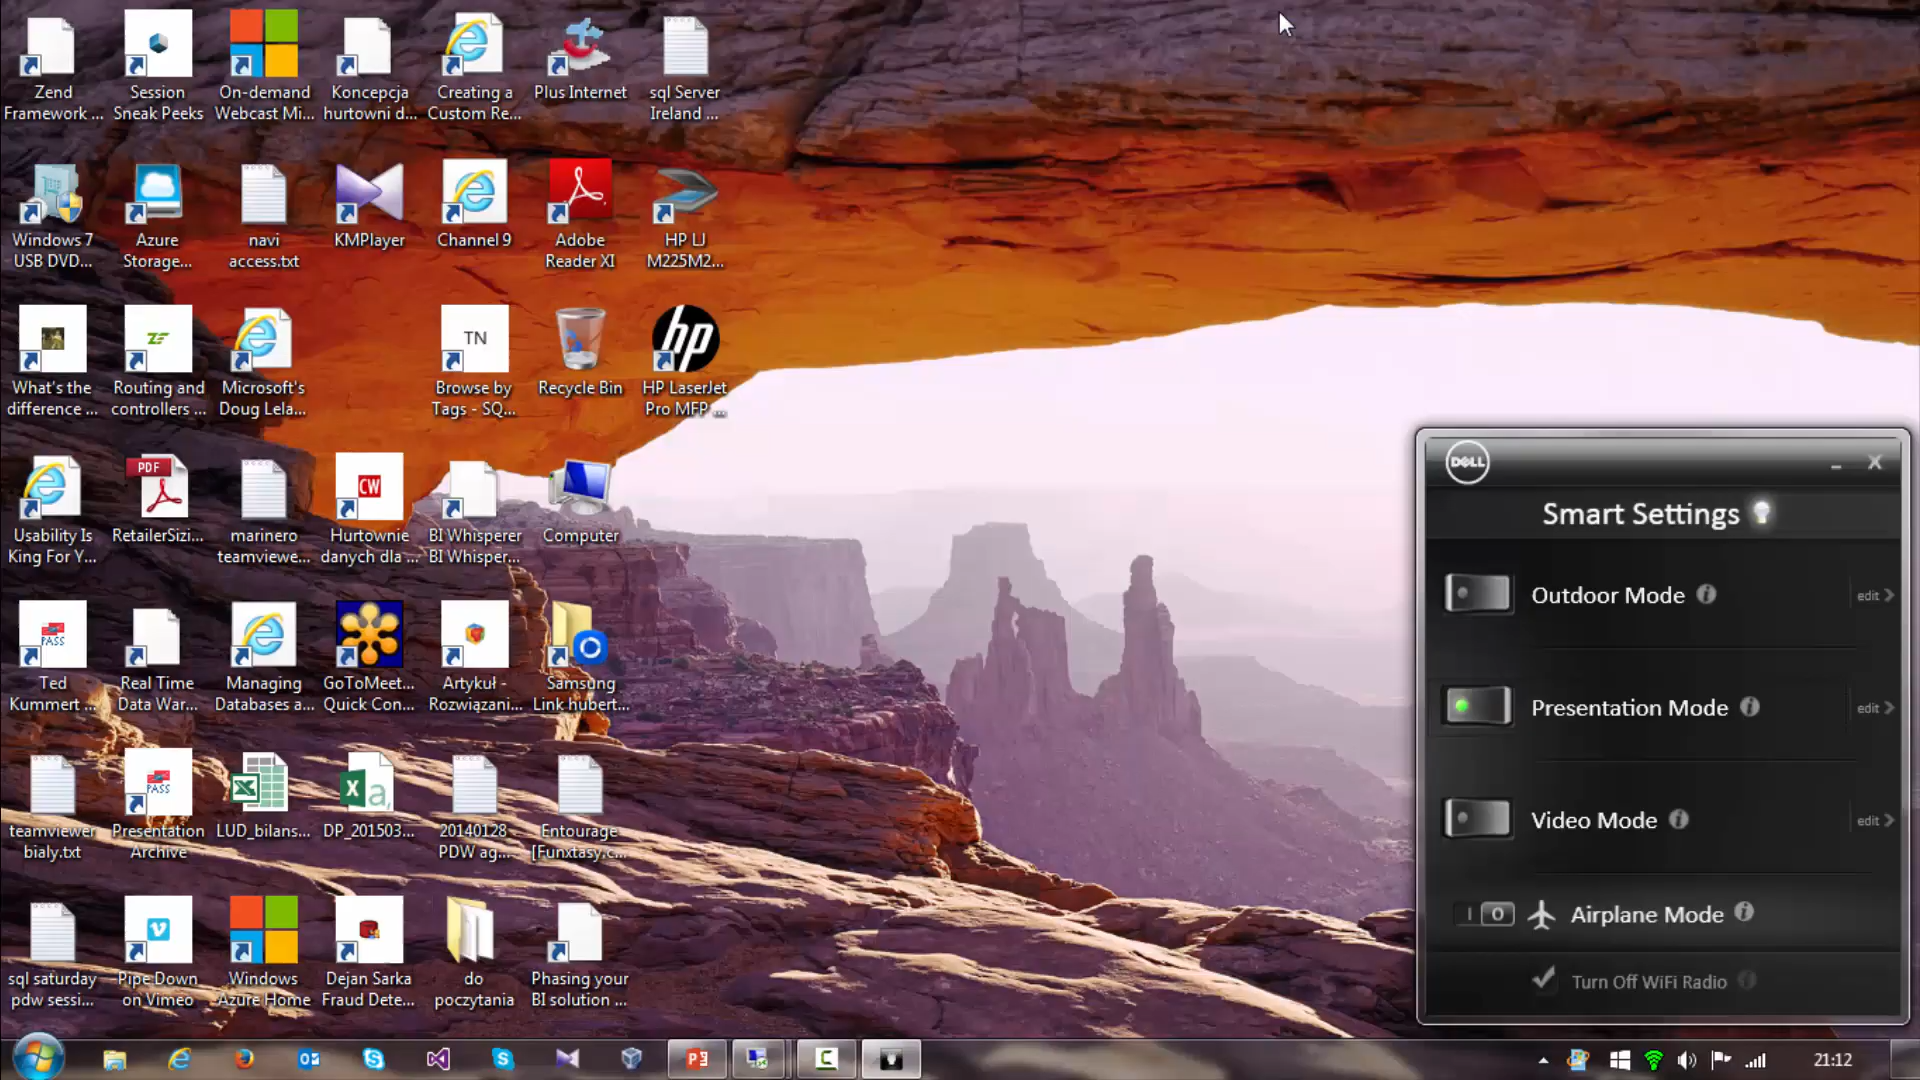 Zend
Framework ...
Session
Sneak Peeks
On-demand
Webcast Mi...
Koncepcja
hurtowni d...
Creating a
Custom Re...
Plus Internet
sql Server
Ireland ...
Windows 7
USB DVD...
Azure
Storage...
navi
access.txt
KMPlayer
Channel 9
Adobe
Reader XI
HP LJ
M225M2...
What's the
difference ...
Routing and
controllers ...
Microsoft's
Doug Lela...
TN
Browse by
Tags - SQ...
Recycle Bin
hp
HP LaserJet
Pro MFP ...
Usability Is
King For Y...
PDF
RetailerSizi...
marinero
teamviewe...
CW
Hurtownie
danych dla ...
BI Whisperer
BI Whisper...
Computer
PASS
Ted
Kummert ...
Real Time
Data War...
Managing
Databases a...
GoToMeet...
Quick Con...
Artykuł -
Rozwiązani...
Samsung
Link hubert...
teamviewer
bialy.txt
PASS
Presentation
Archive
LUD_bilans...
DP_201503...
20140128
PDW ag...
Entourage
[Funxtasy.c...
sql saturday
pdw sessi...
Pipe Down
on Vimeo
Windows
Azure Home
Dejan Sarka
Fraud Dete...
do
poczytania
Phasing your
BI solution ...
DELL
Smart Settings
Outdoor Mode
edit
Presentation Mode
edit
Video Mode
edit
Airplane Mode
Turn Off WiFi Radio
21:12